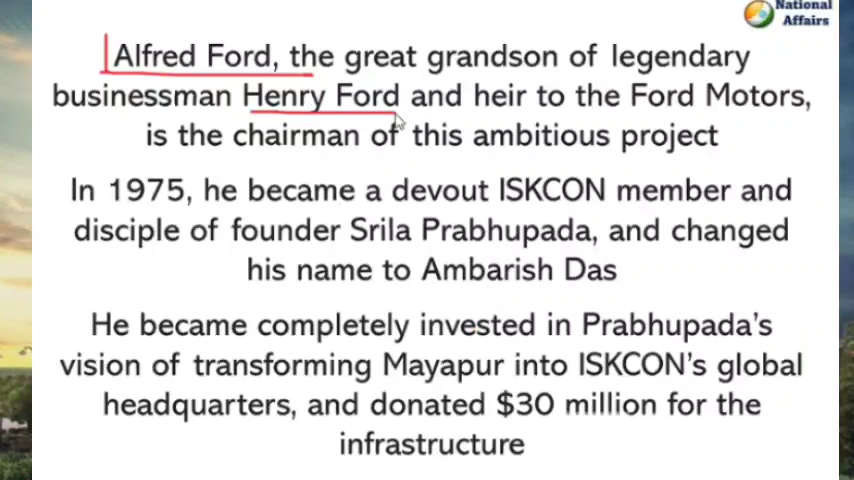 National
Affairs
Alfred Ford, the great grandson of legendary
businessman Henry Ford and heir to the Ford Motors,
is the chairman of this ambitious project
In 1975, he became a devout ISKCON member and
disciple of founder Srila Prabhupada, and changed
his name to Ambarish Das
He became completely invested in Prabhupada's
vision of transforming Mayapur into ISKCON's global
headquarters, and donated $30 million for the
infrastructure